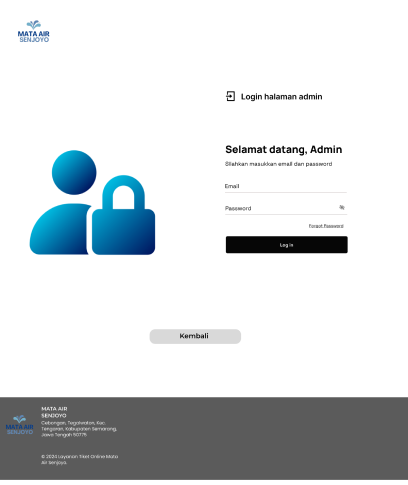 MATA AIR
SENJOYO
Login halaman admin
Selamat datang, Admin
Silahkan masukkan email dan password
Email
Password
Forgot Password
Log in
Kembali
MATA AIR
SENJOYO
MATA AIR
SENJOYO
Cebongan, Tegalwaton, Kec.
Tengaran, Kabupaten Semarang,
Jawa Tengah 50775
© 2024 Layanan Tiket Online Mata
Air Senjoyo.